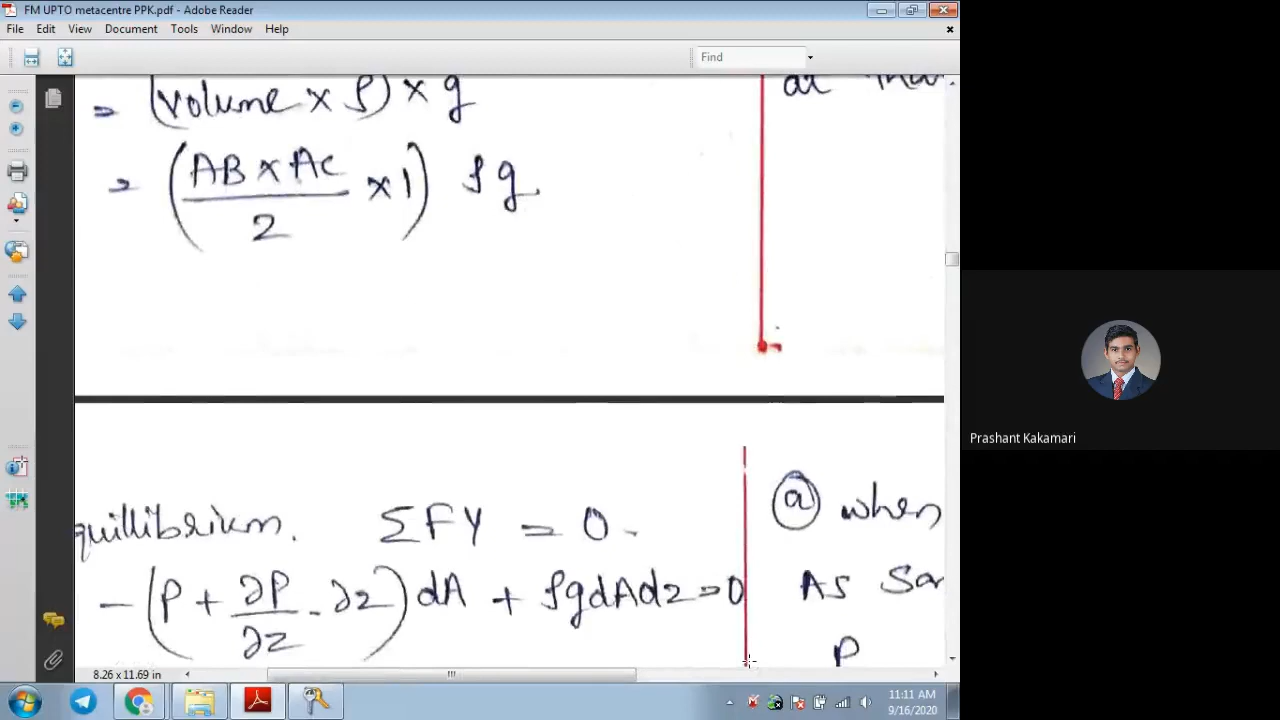 FM UPTO metacentre PPK.pdf - Adobe Reader
File Edit View Document Tools Window Help
Find
= (volume × ρ) × g
= (AB × AC / 2 × 1) ρg
quillibrium. ΣFY = 0.
- (P + ∂P/∂z . ∂z) dA + ρgdAdz = 0
ⓐ when
As
P
8.26 x 11.69 in
Prashant Kakamari
11:11 AM
9/16/2020